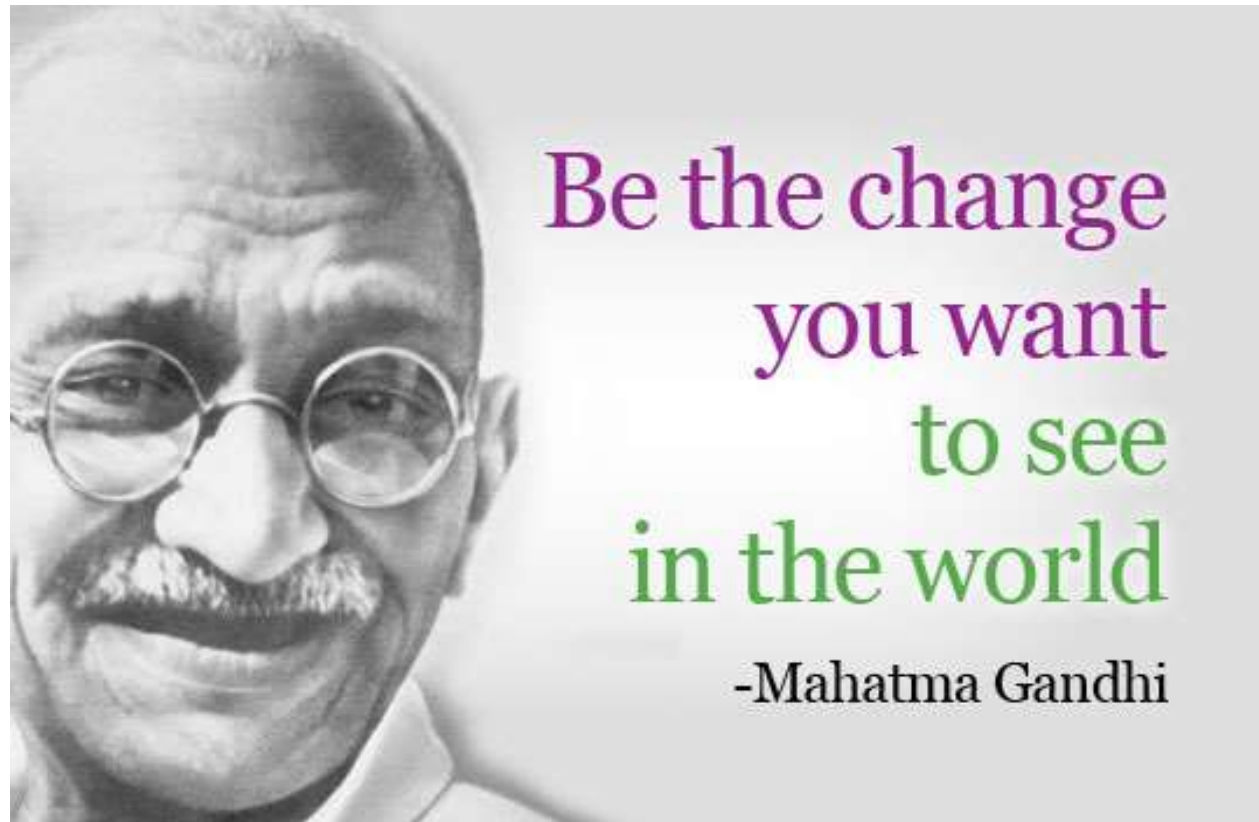 Be the change
you want
to see
in the world
-Mahatma Gandhi